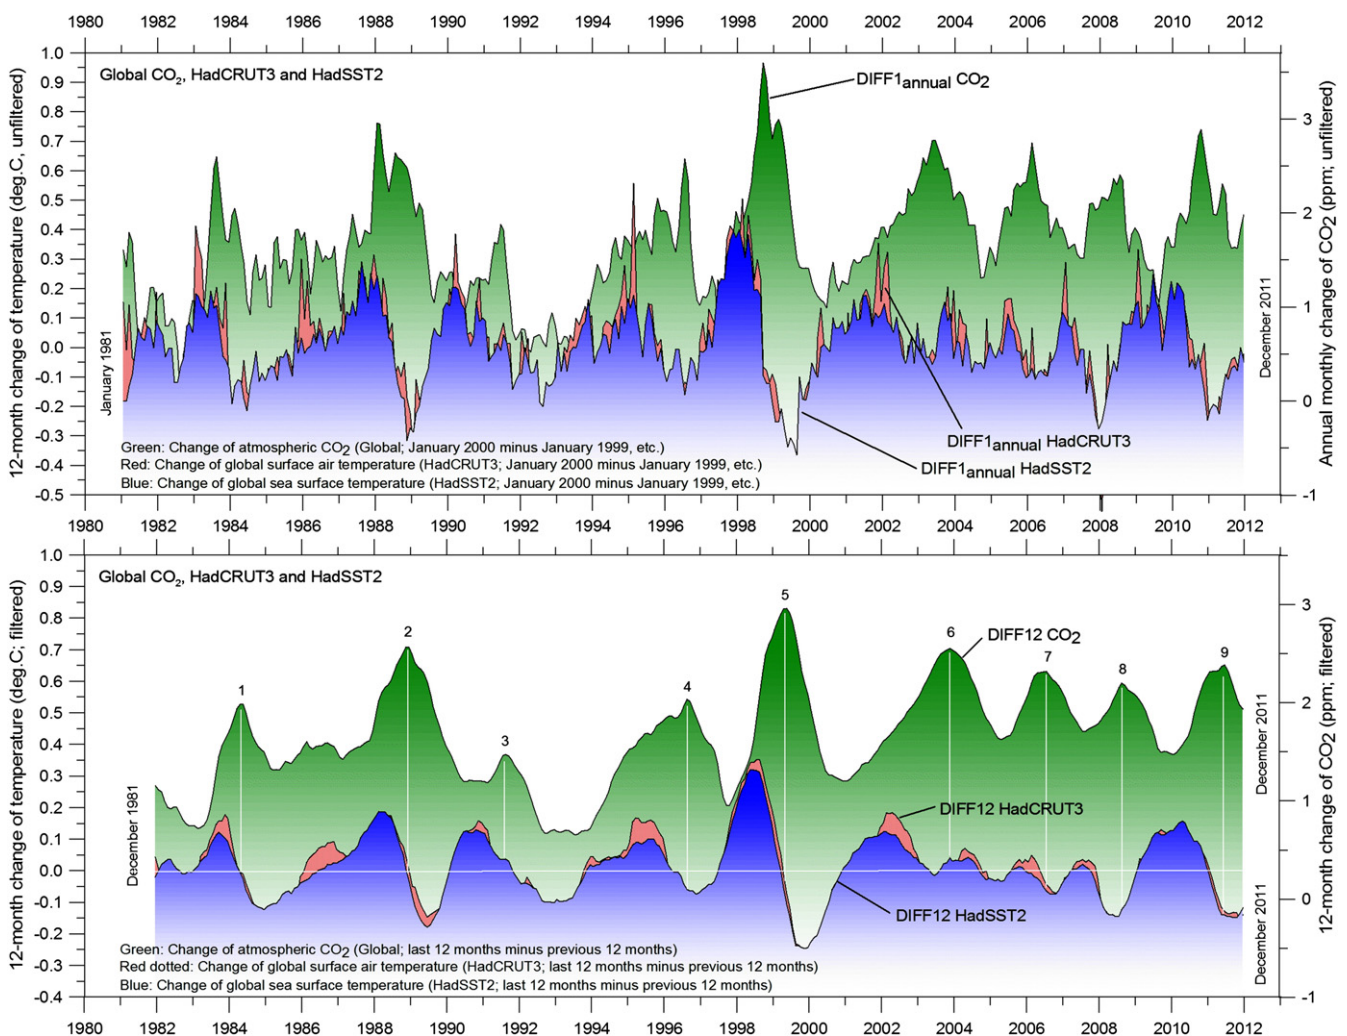 1980 1982 1984 1986 1988 1990 1992 1994 1996 1998 2000 2002 2004 2006 2008 2010 2012
12-month change of temperature (deg.C, unfiltered)
1.0
0.9
0.8
0.7
0.6
0.5
0.4
0.3
0.2
0.1
0.0
-0.1
-0.2
-0.3
-0.4
-0.5
Global CO2, HadCRUT3 and HadSST2
DIFF1annual CO2
January 1981
December 2011
DIFF1annual HadCRUT3
DIFF1annual HadSST2
Green: Change of atmospheric CO2 (Global; January 2000 minus January 1999, etc.)
Red: Change of global surface air temperature (HadCRUT3; January 2000 minus January 1999, etc.)
Blue: Change of global sea surface temperature (HadSST2; January 2000 minus January 1999, etc.)
3
2
1
0
-1
Annual monthly change of CO2 (ppm; unfiltered)
1980 1982 1984 1986 1988 1990 1992 1994 1996 1998 2000 2002 2004 2006 2008 2010 2012
12-month change of temperature (deg.C; filtered)
1.0
0.9
0.8
0.7
0.6
0.5
0.4
0.3
0.2
0.1
0.0
-0.1
-0.2
-0.3
-0.4
Global CO2, HadCRUT3 and HadSST2
1
2
3
4
5
6
7
8
9
DIFF12 CO2
December 1981
December 2011
DIFF12 HadCRUT3
DIFF12 HadSST2
December 2011
Green: Change of atmospheric CO2 (Global; last 12 months minus previous 12 months)
Red dotted: Change of global surface air temperature (HadCRUT3; last 12 months minus previous 12 months)
Blue: Change of global sea surface temperature (HadSST2; last 12 months minus previous 12 months)
3
2
1
0
-1
12-month change of CO2 (ppm; filtered)
1980 1982 1984 1986 1988 1990 1992 1994 1996 1998 2000 2002 2004 2006 2008 2010 2012